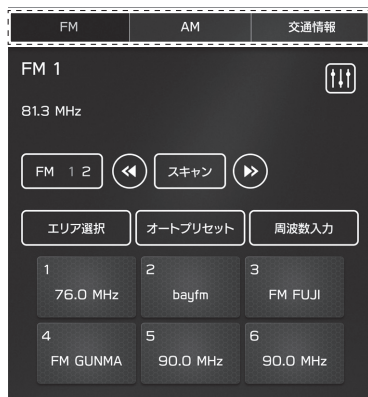 FM AM 交通情報
FM 1
81.3 MHz
FM 1 2 スキャン
エリア選択 オートプリセット 周波数入力
1 2 3
76.0 MHz bayfm FM FUJI
4 5 6
FM GUNMA 90.0 MHz 90.0 MHz